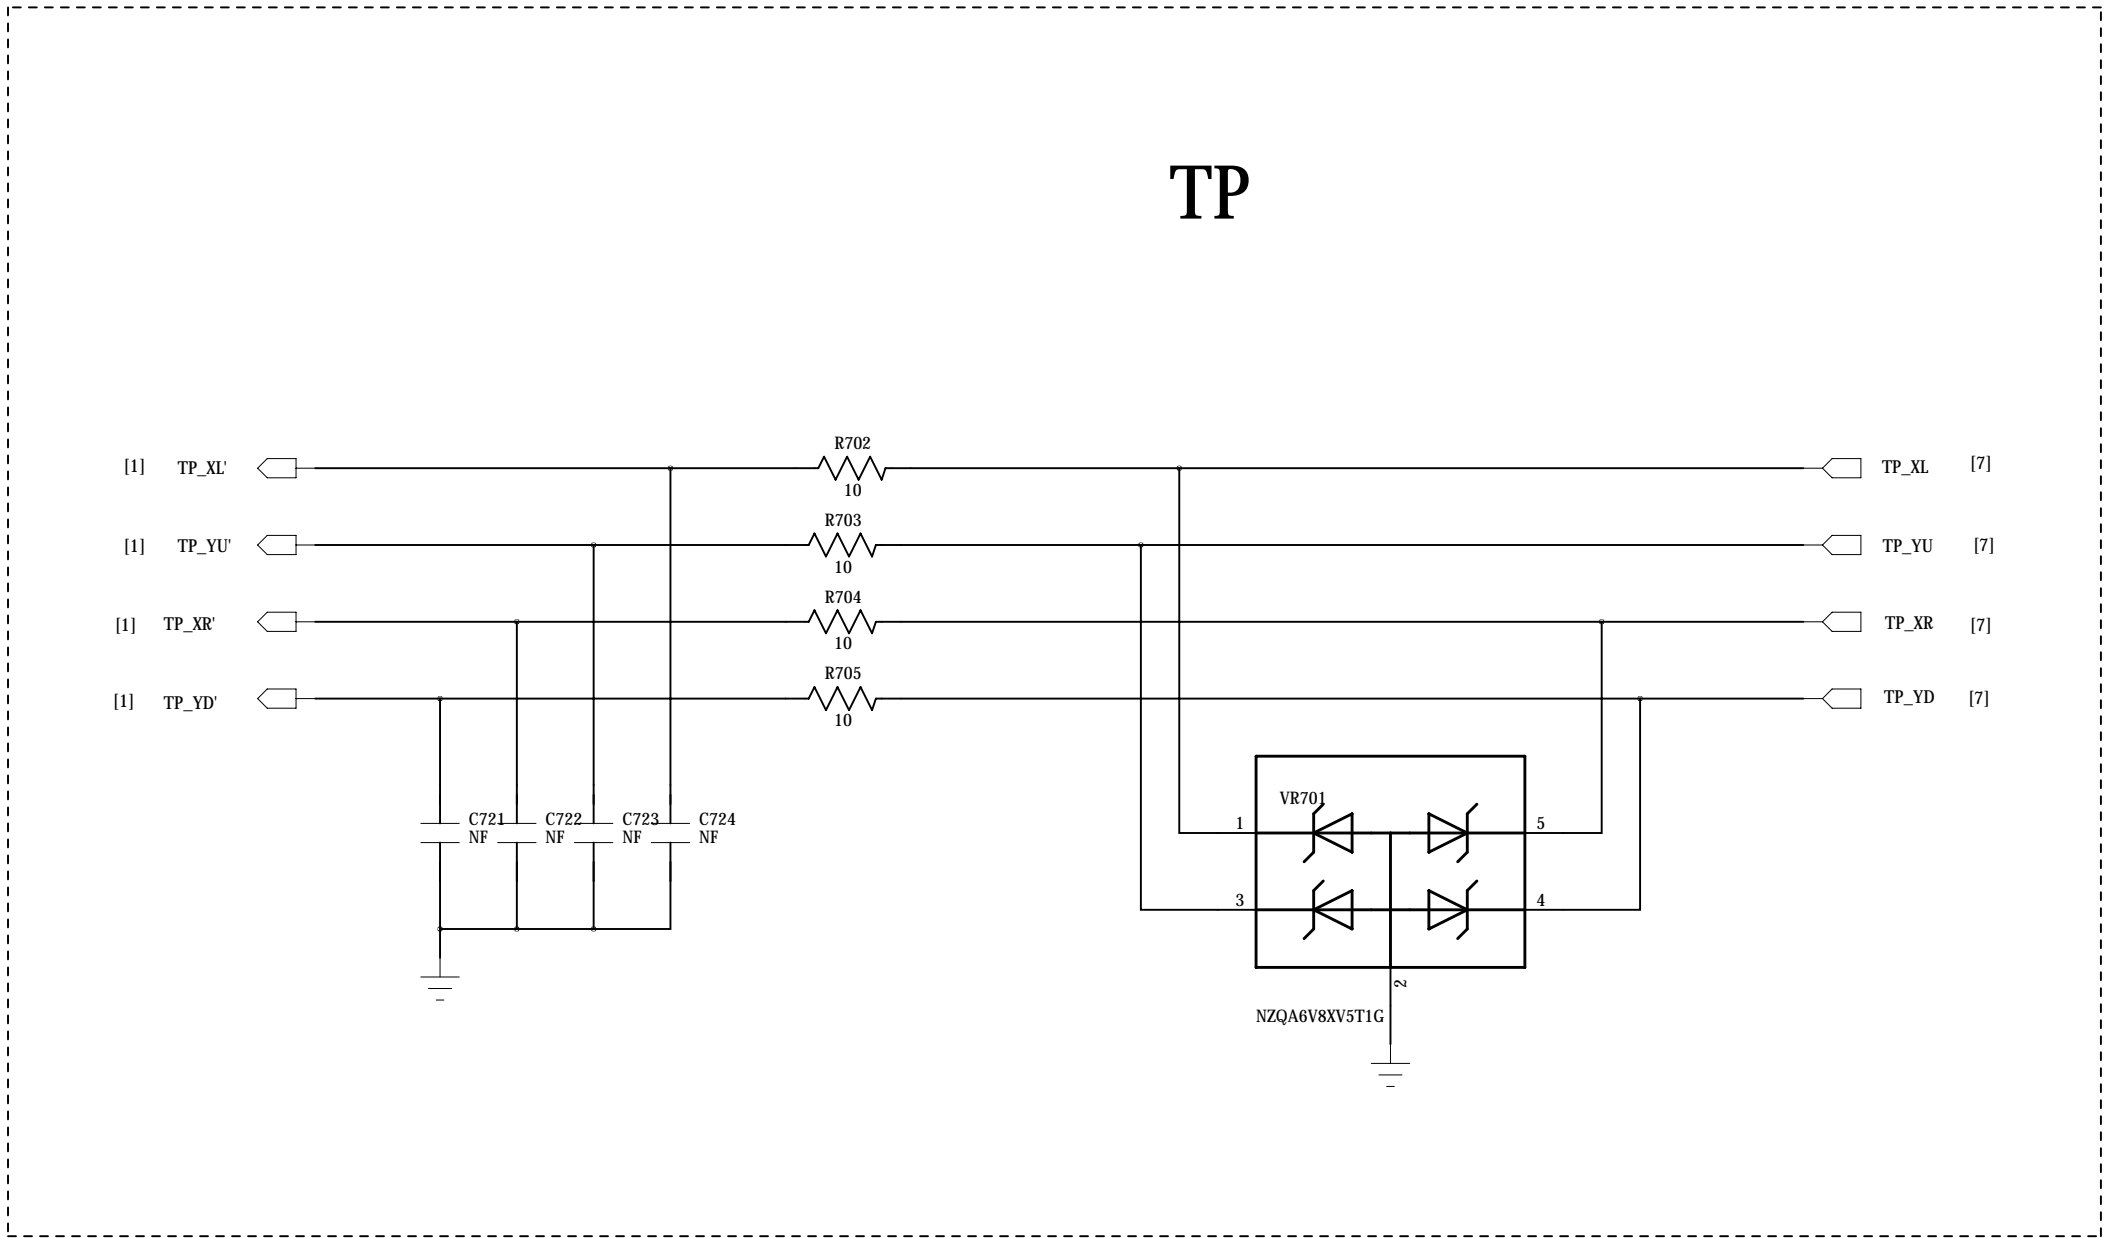 TP
R702
[1] TP_XL' TP_XL [7]
10
R703
[1] TP_YU' TP_YU [7]
10
R704
[1] TP_XR' TP_XR [7]
10
R705
[1] TP_YD' TP_YD [7]
10
VR701
C721 C722 C723 C724 1 5
NF NF NF NF
3 4
2
NZQA6V8XV5T1G